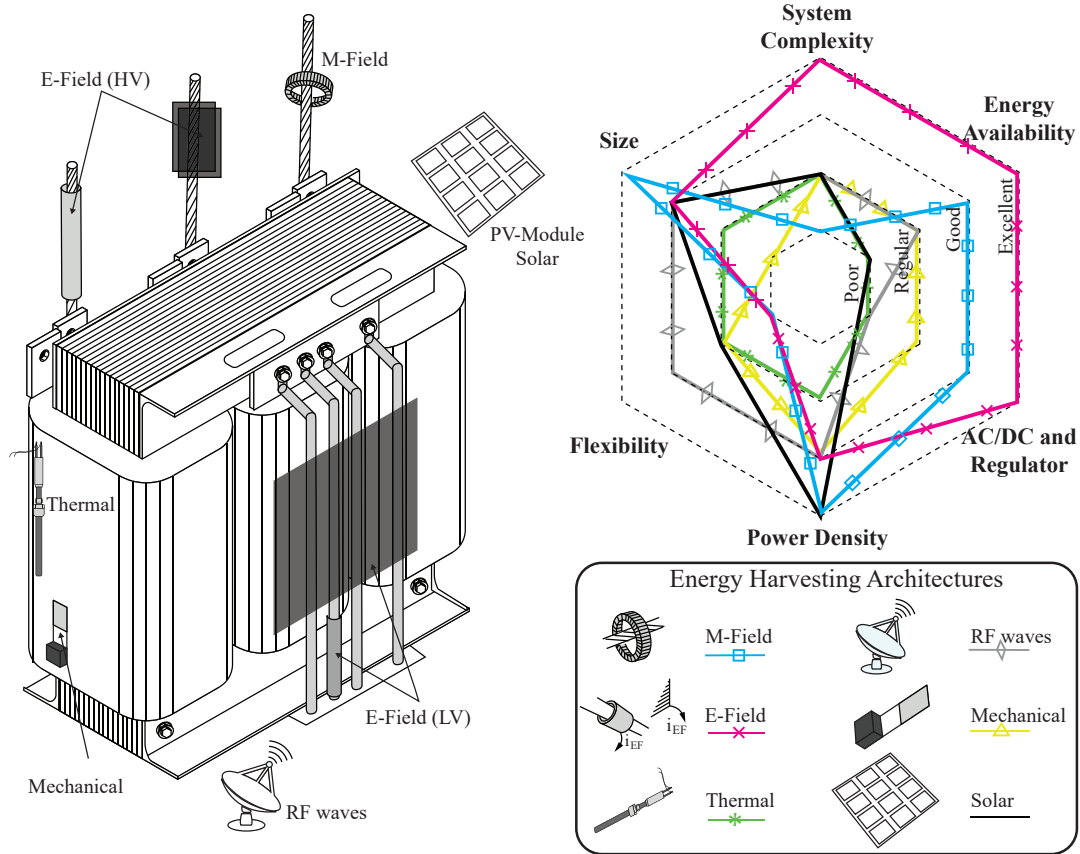 E-Field (HV)
M-Field
PV-Module
Solar
Thermal
Mechanical
E-Field (LV)
RF waves
System
Complexity
Energy
Availability
Size
Excellent
Good
Regular
Poor
Flexibility
AC/DC and
Regulator
Power Density
Energy Harvesting Architectures
M-Field
RF waves
iEF
iEF
E-Field
Mechanical
Thermal
Solar